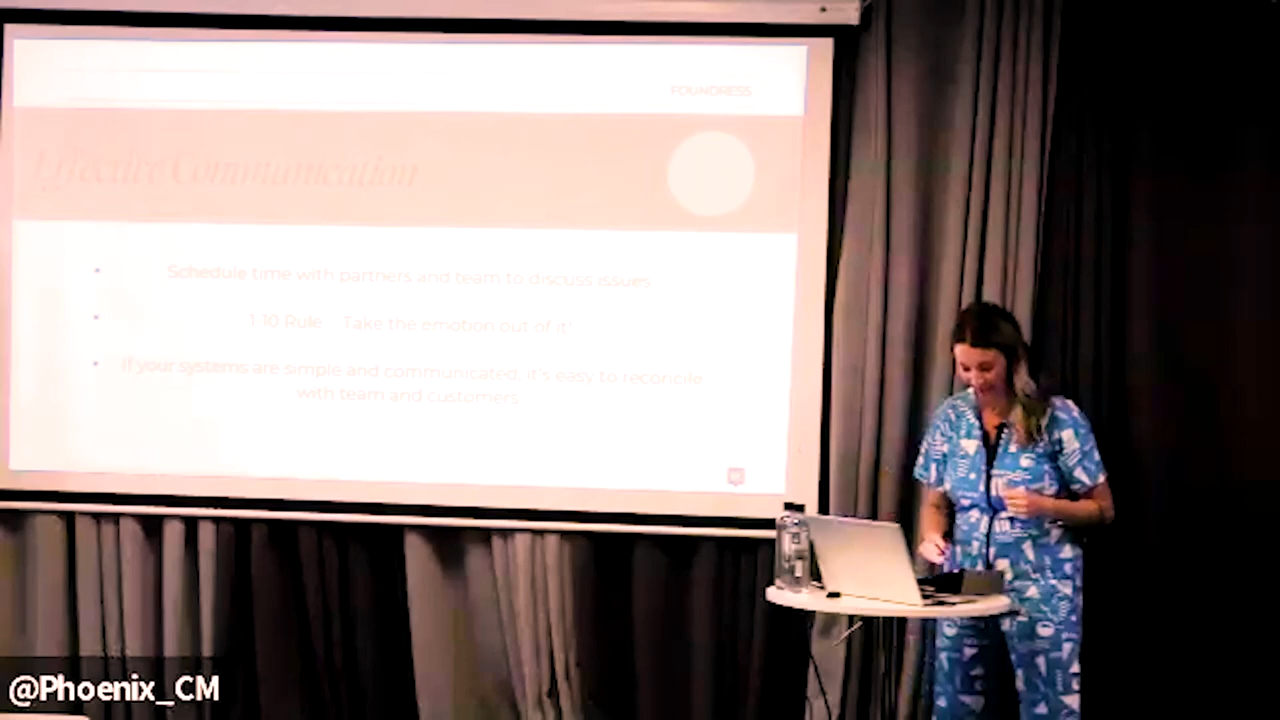 FOUNDRESS
Effective Communication
Schedule time with partners and team to discuss issues
1-10 Rule Take the emotion out of it'
If your systems are simple and communicated, it's easy to reconcile
with team and customers
@Phoenix_CM